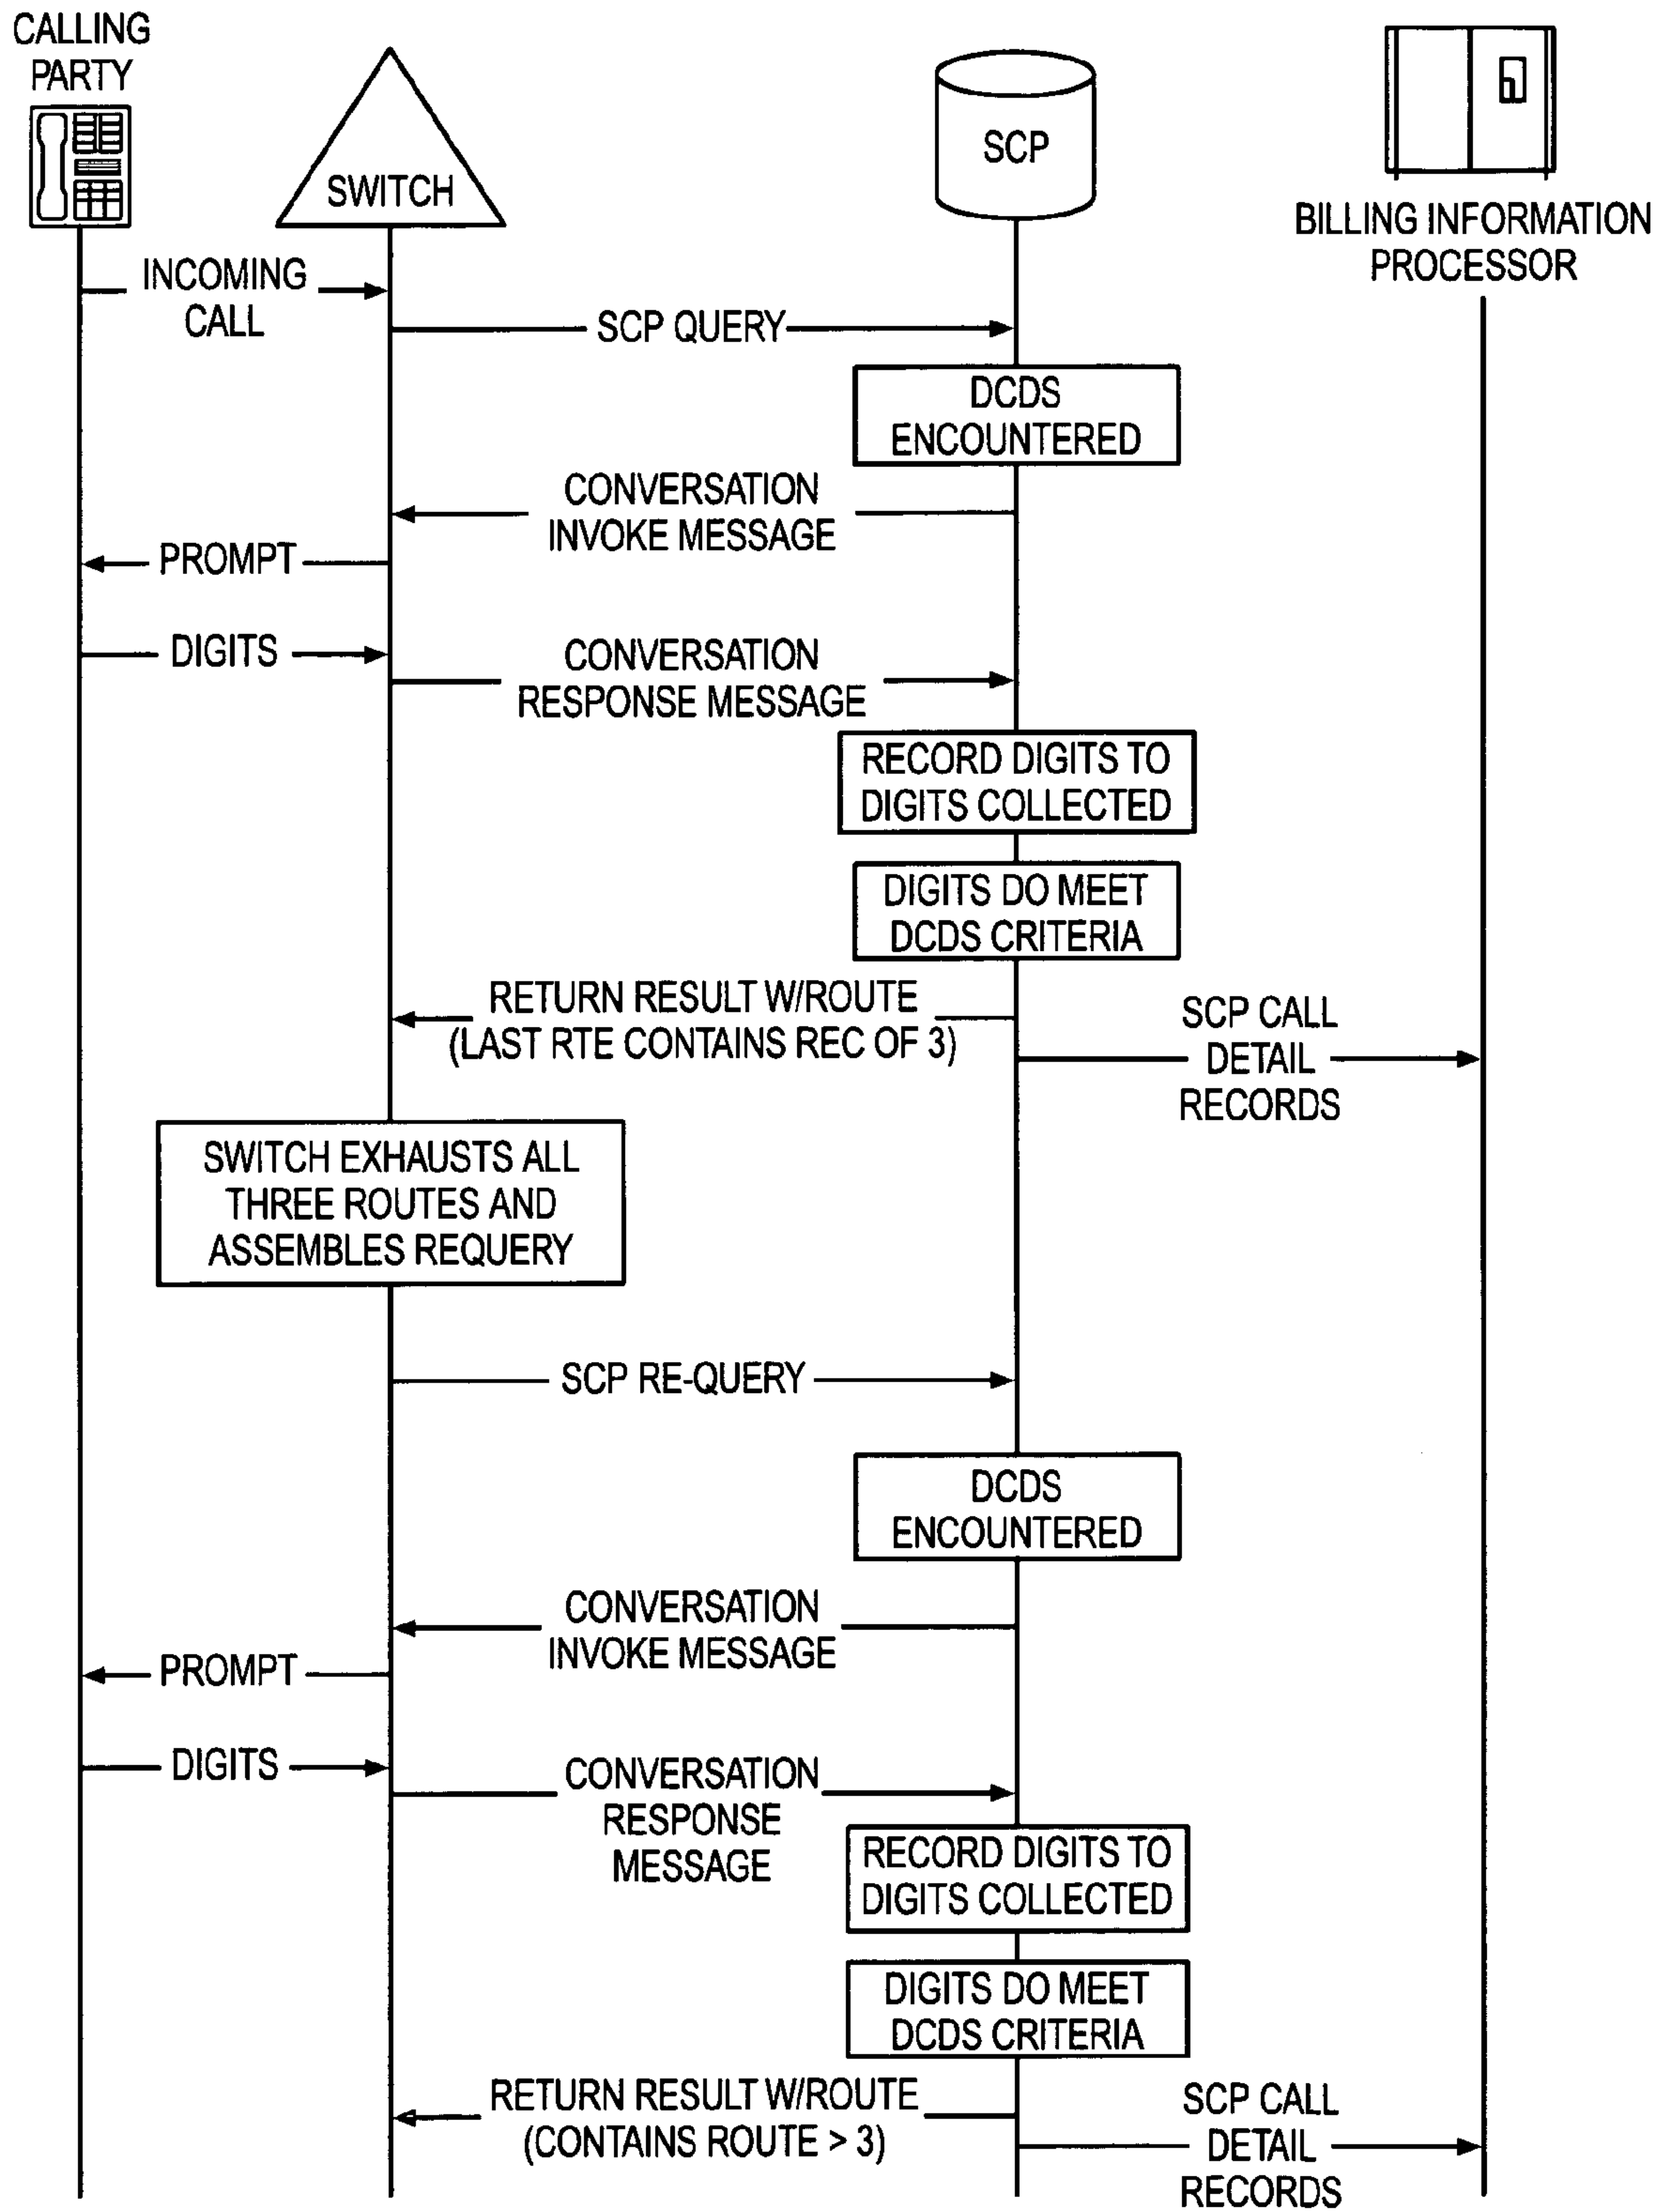 CALLING
PARTY
SWITCH
SCP
BILLING INFORMATION
PROCESSOR
INCOMING
CALL
SCP QUERY
DCDS
ENCOUNTERED
CONVERSATION
INVOKE MESSAGE
PROMPT
DIGITS
CONVERSATION
RESPONSE MESSAGE
RECORD DIGITS TO
DIGITS COLLECTED
DIGITS DO MEET
DCDS CRITERIA
RETURN RESULT W/ROUTE
(LAST RTE CONTAINS REC OF 3)
SCP CALL
DETAIL
RECORDS
SWITCH EXHAUSTS ALL
THREE ROUTES AND
ASSEMBLES REQUERY
SCP RE-QUERY
DCDS
ENCOUNTERED
CONVERSATION
INVOKE MESSAGE
PROMPT
DIGITS
CONVERSATION
RESPONSE
MESSAGE
RECORD DIGITS TO
DIGITS COLLECTED
DIGITS DO MEET
DCDS CRITERIA
RETURN RESULT W/ROUTE
(CONTAINS ROUTE > 3)
SCP CALL
DETAIL
RECORDS